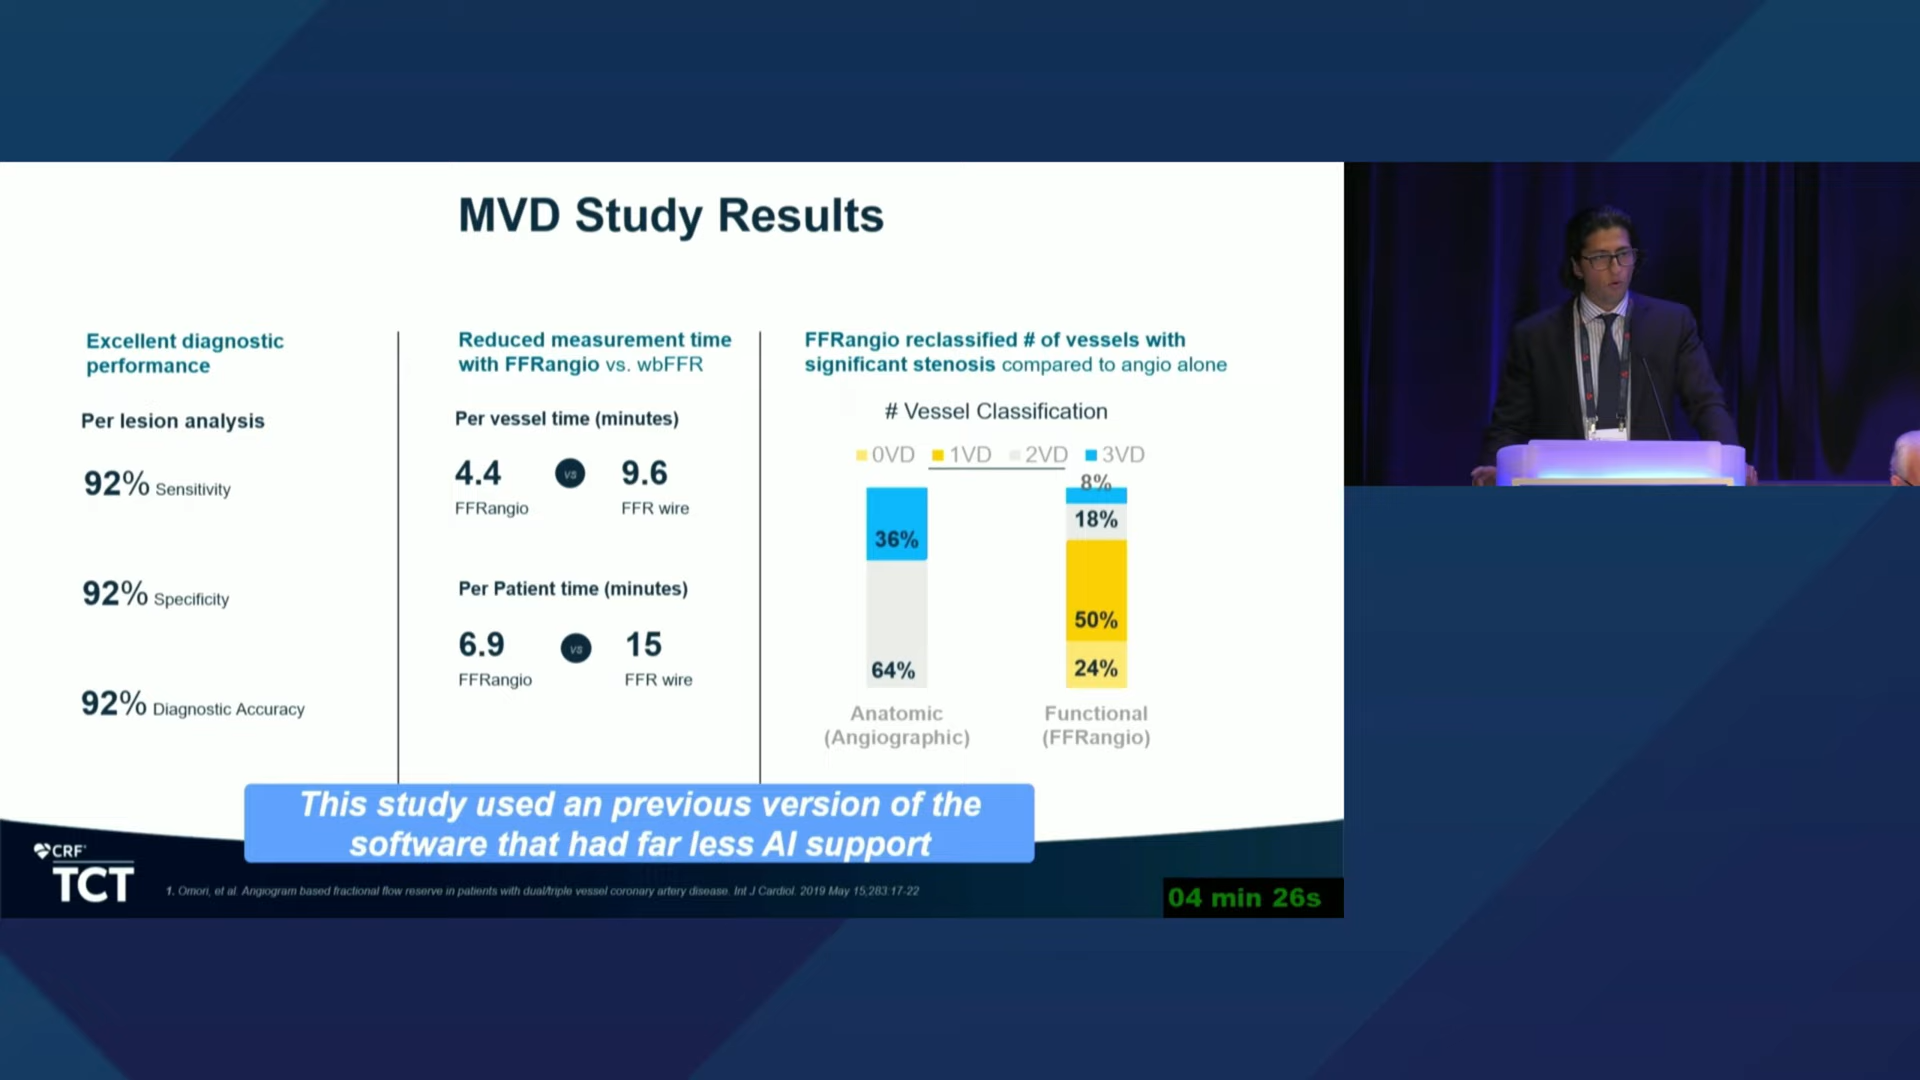 MVD Study Results
Excellent diagnostic
performance
Per lesion analysis
92% Sensitivity
92% Specificity
92% Diagnostic Accuracy
Reduced measurement time
with FFRangio vs. wbFFR
Per vessel time (minutes)
4.4 vs 9.6
FFRangio FFR wire
Per Patient time (minutes)
6.9 vs 15
FFRangio FFR wire
FFRangio reclassified # of vessels with
significant stenosis compared to angio alone
# Vessel Classification
0VD 1VD 2VD 3VD
36%
64%
8%
18%
50%
24%
Anatomic
(Angiographic)
Functional
(FFRangio)
This study used an previous version of the
software that had far less AI support
CRF
TCT
1. Omori, et al. Angiogram based fractional flow reserve in patients with dual/triple vessel coronary artery disease. Int J Cardiol. 2019 May 15;283:17-22
04 min 26s